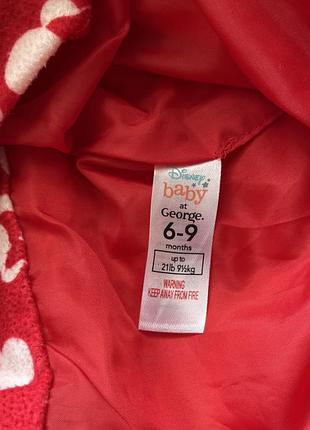 Disney
baby
at
George.
6-9
months
up to
21lb 9½kg
WARNING
KEEP AWAY FROM FIRE